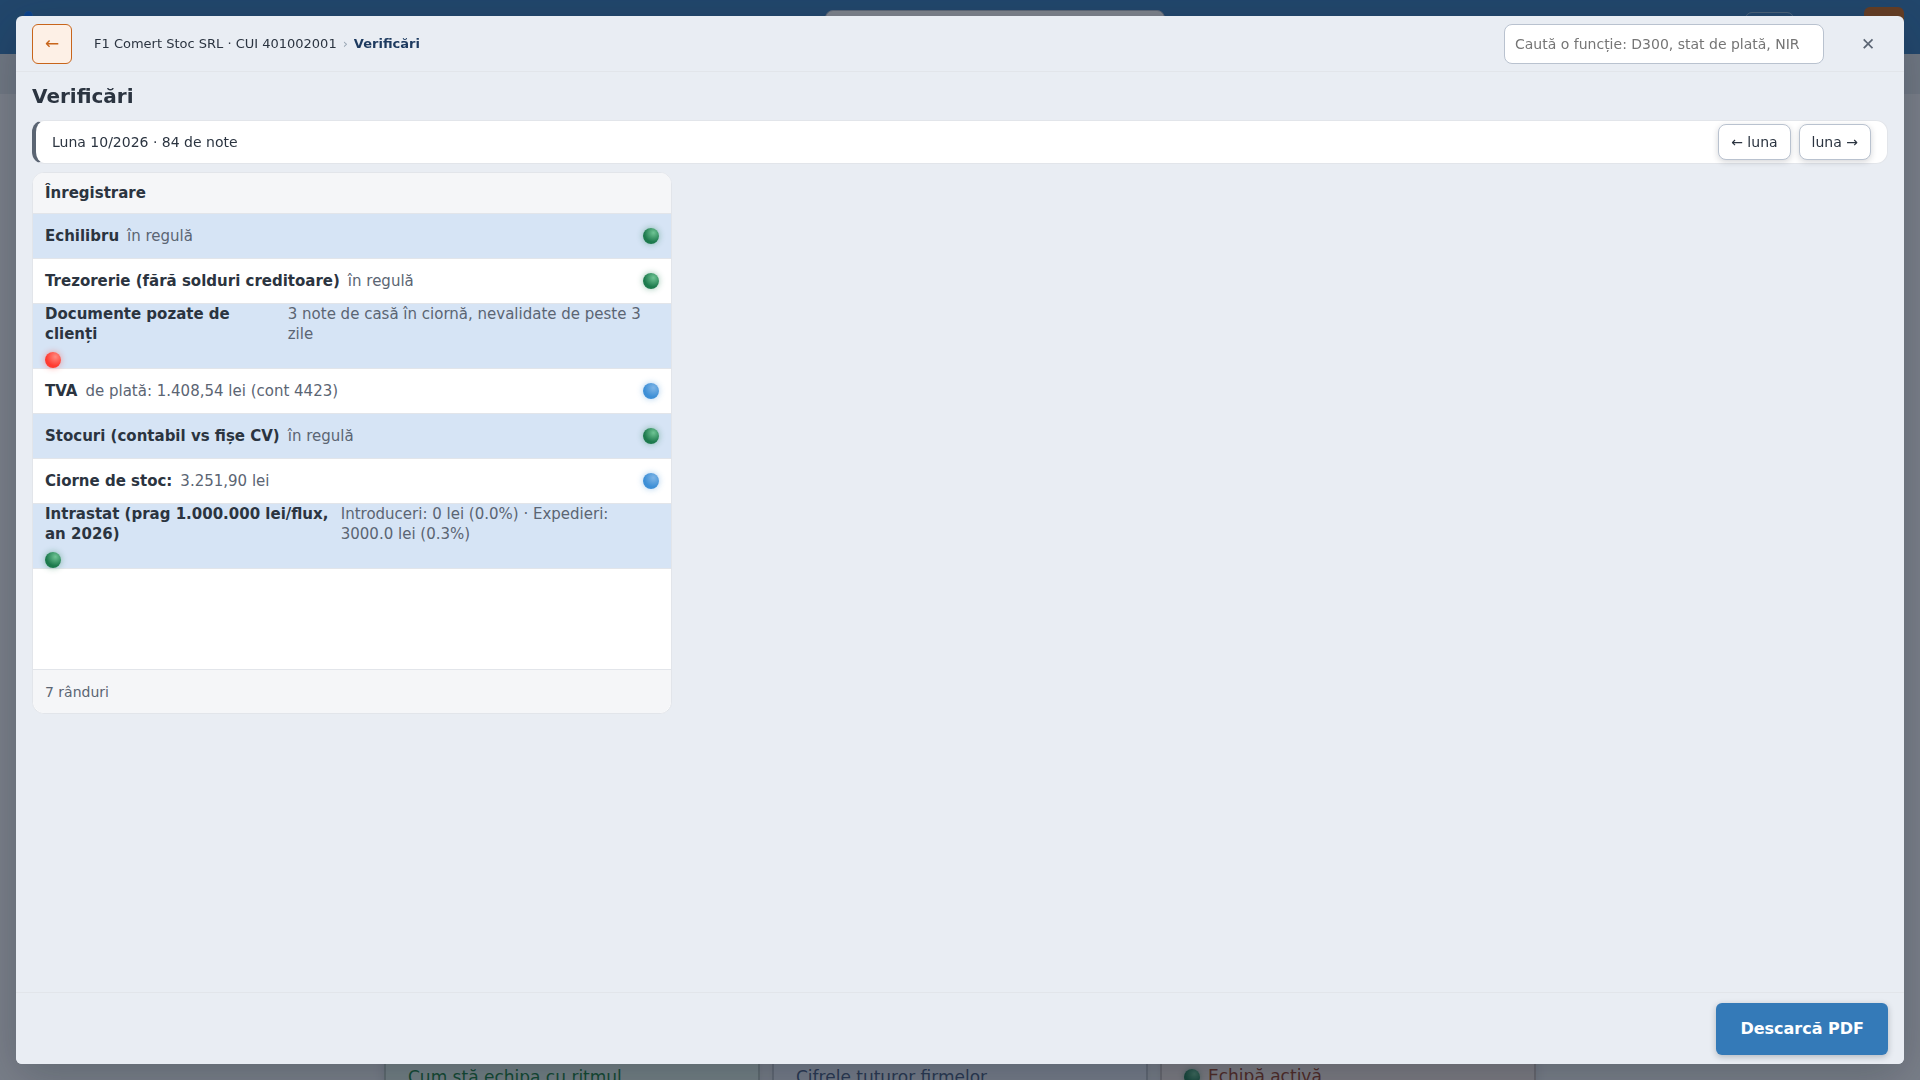 ←
F1 Comert Stoc SRL · CUI 401002001 › Verificări
Caută o funcție: D300, stat de plată, NIR
✕
Verificări
Luna 10/2026 · 84 de note
← luna
luna →
Înregistrare
Echilibru în regulă
Trezorerie (fără solduri creditoare) în regulă
Documente pozate de
clienți
3 note de casă în ciornă, nevalidate de peste 3
zile
TVA de plată: 1.408,54 lei (cont 4423)
Stocuri (contabil vs fișe CV) în regulă
Ciorne de stoc: 3.251,90 lei
Intrastat (prag 1.000.000 lei/flux,
an 2026)
Introduceri: 0 lei (0.0%) · Expedieri:
3000.0 lei (0.3%)
7 rânduri
Descarcă PDF
Cum stă echipa cu ritmul
Cifrele tuturor firmelor
Echipă activă